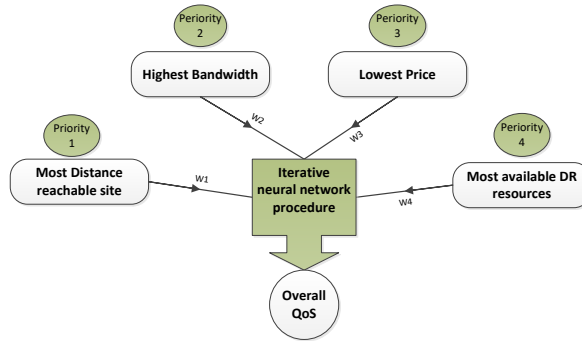 Periority
2
Periority
3
Highest Bandwidth
Lowest Price
W2
W3
Priority
1
Periority
4
Most Distance
reachable site
W1
Iterative
neural network
procedure
W4
Most available DR
resources
Overall
QoS